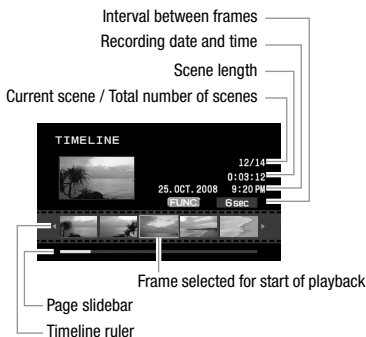 Interval between frames
Recording date and time
Scene length
Current scene / Total number of scenes
TIMELINE
12/14
0:03:12
25.OCT.2008 9:20 PM
FUNC. 6 sec
Frame selected for start of playback
Page slidebar
Timeline ruler